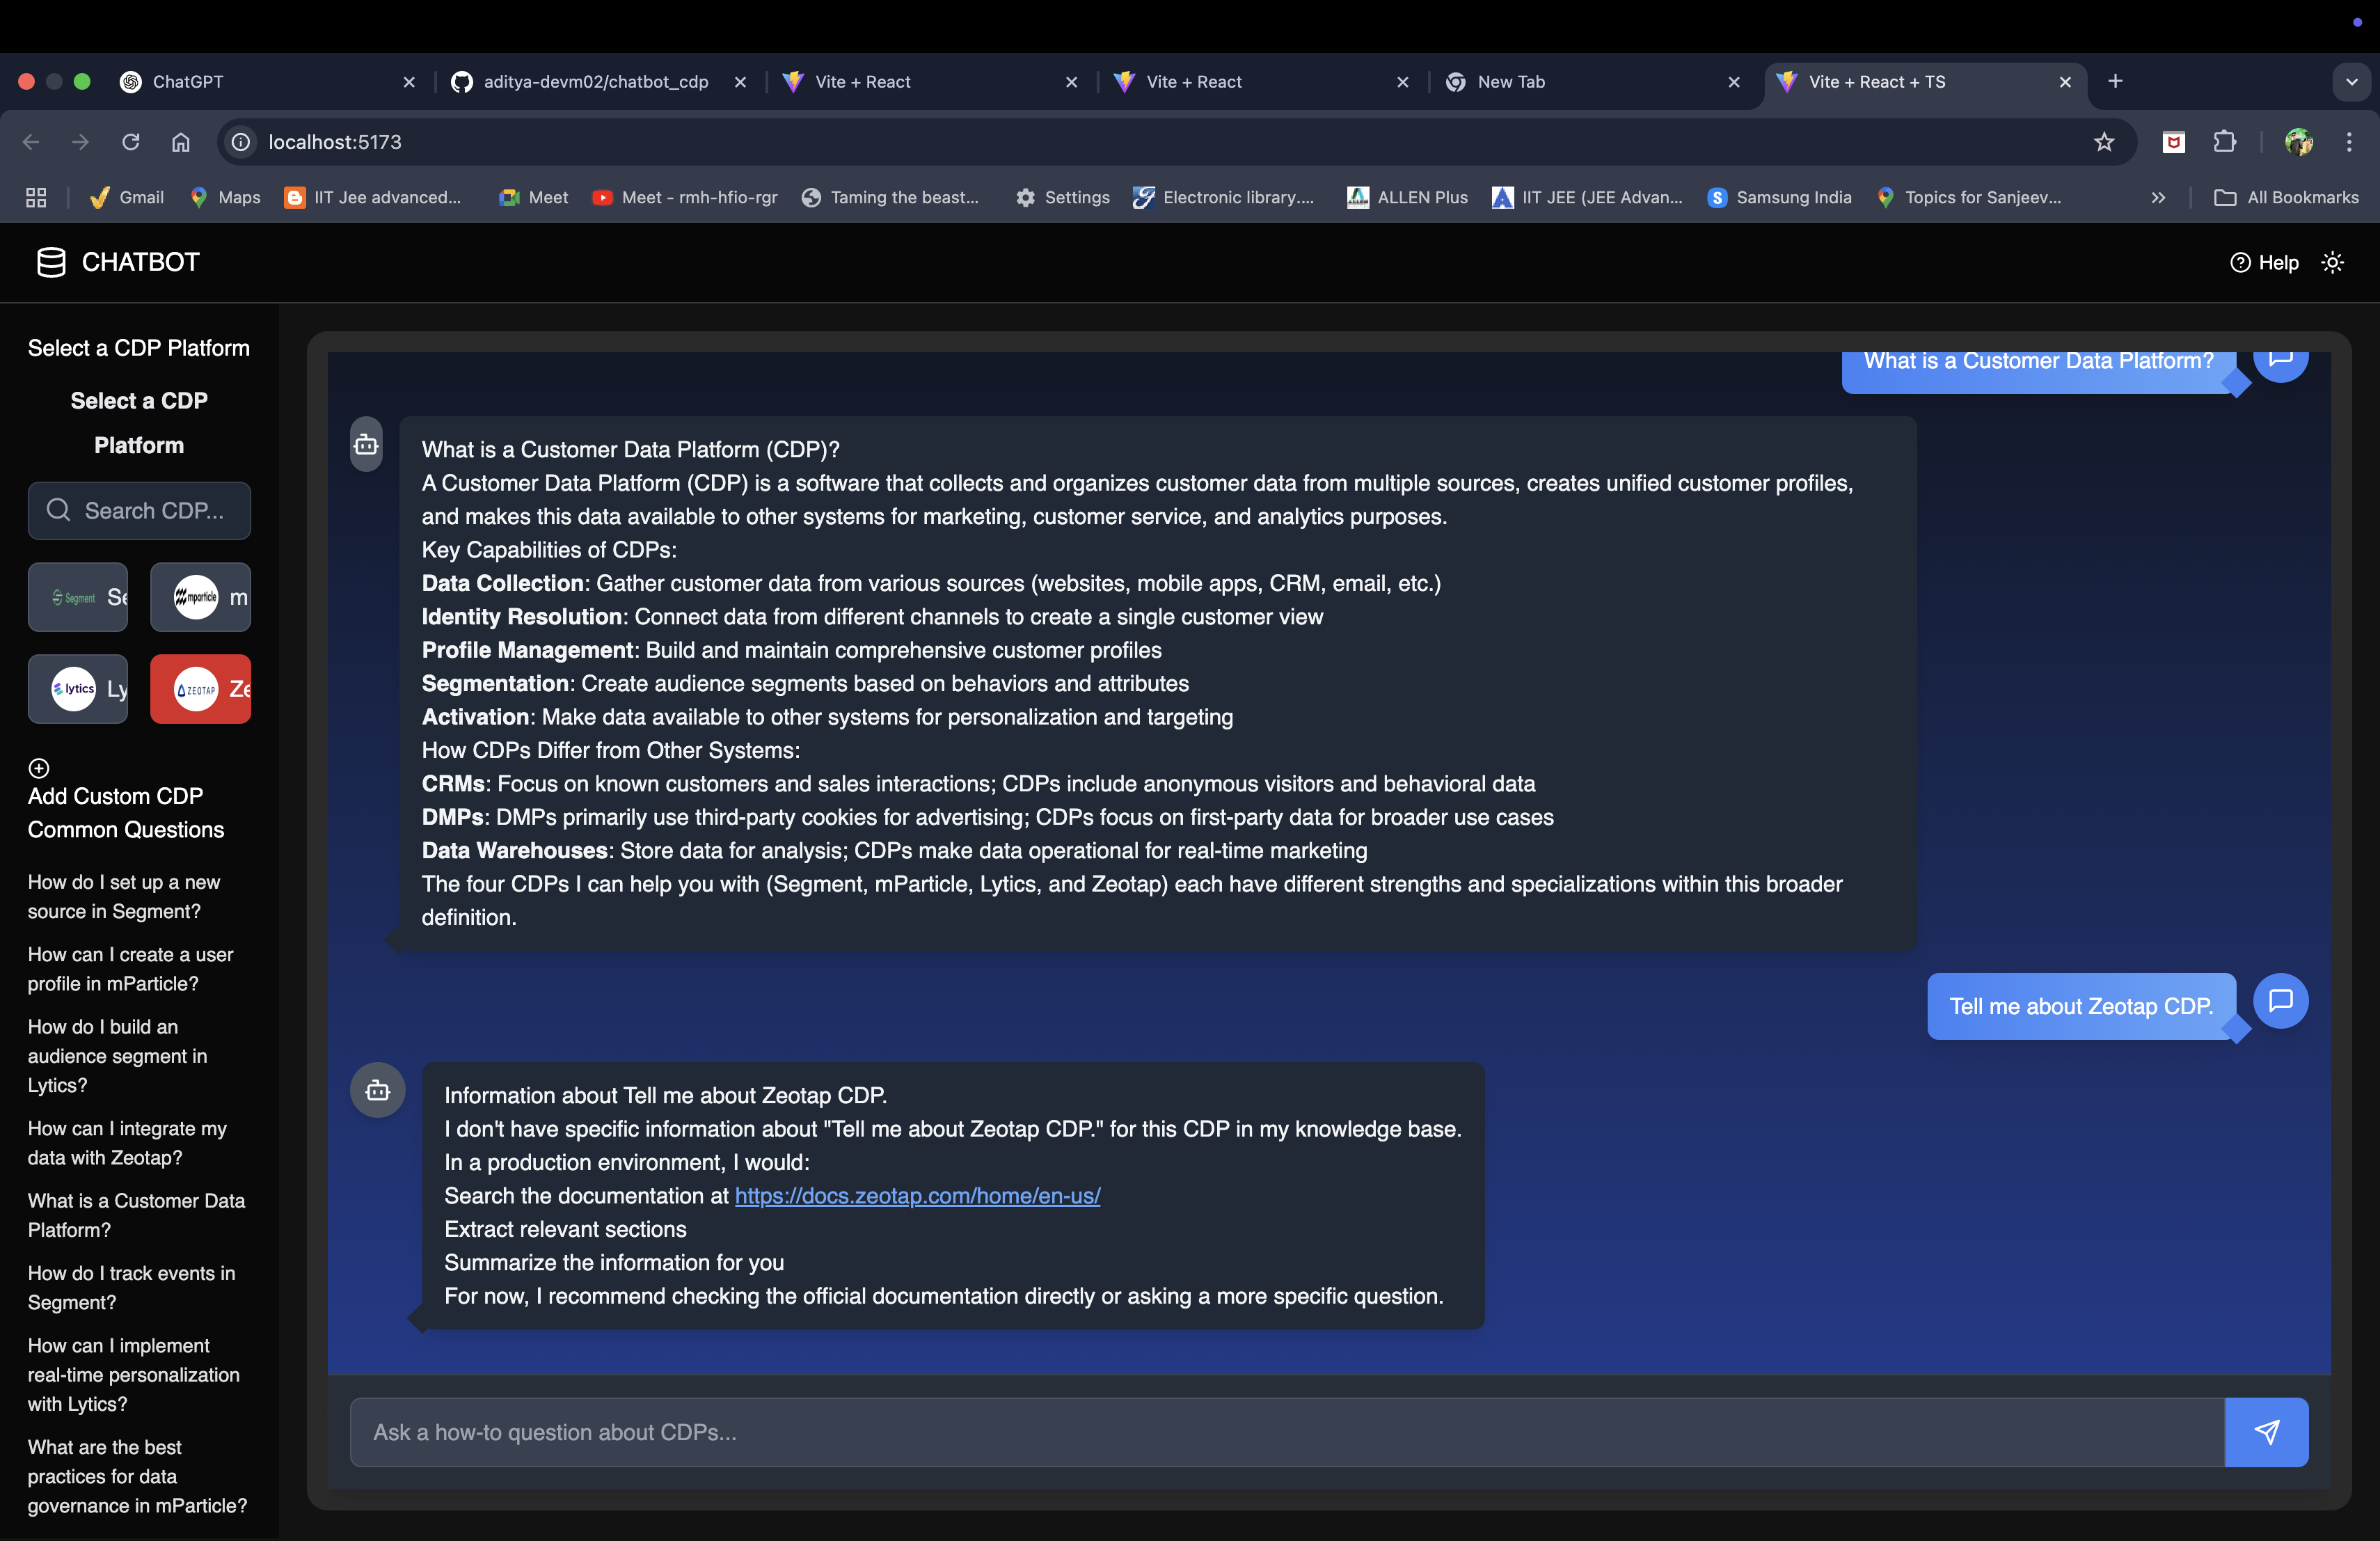 ChatGPT
aditya-devm02/chatbot_cdp
Vite + React
Vite + React
New Tab
Vite + React + TS
localhost:5173
Gmail
Maps
IIT Jee advanced...
Meet
Meet - rmh-hfio-rgr
Taming the beast...
Settings
Electronic library....
ALLEN Plus
IIT JEE (JEE Advan...
Samsung India
Topics for Sanjeev...
All Bookmarks
CHATBOT
Help
Select a CDP Platform
Select a CDP
Platform
Search CDP...
Segment Se
mparticle m
lytics Ly
ZEOTAP Ze
Add Custom CDP
Common Questions
How do I set up a new
source in Segment?
How can I create a user
profile in mParticle?
How do I build an
audience segment in
Lytics?
How can I integrate my
data with Zeotap?
What is a Customer Data
Platform?
How do I track events in
Segment?
How can I implement
real-time personalization
with Lytics?
What are the best
practices for data
governance in mParticle?
What is a Customer Data Platform?
What is a Customer Data Platform (CDP)?
A Customer Data Platform (CDP) is a software that collects and organizes customer data from multiple sources, creates unified customer profiles,
and makes this data available to other systems for marketing, customer service, and analytics purposes.
Key Capabilities of CDPs:
Data Collection: Gather customer data from various sources (websites, mobile apps, CRM, email, etc.)
Identity Resolution: Connect data from different channels to create a single customer view
Profile Management: Build and maintain comprehensive customer profiles
Segmentation: Create audience segments based on behaviors and attributes
Activation: Make data available to other systems for personalization and targeting
How CDPs Differ from Other Systems:
CRMs: Focus on known customers and sales interactions; CDPs include anonymous visitors and behavioral data
DMPs: DMPs primarily use third-party cookies for advertising; CDPs focus on first-party data for broader use cases
Data Warehouses: Store data for analysis; CDPs make data operational for real-time marketing
The four CDPs I can help you with (Segment, mParticle, Lytics, and Zeotap) each have different strengths and specializations within this broader
definition.
Tell me about Zeotap CDP.
Information about Tell me about Zeotap CDP.
I don't have specific information about "Tell me about Zeotap CDP." for this CDP in my knowledge base.
In a production environment, I would:
Search the documentation at https://docs.zeotap.com/home/en-us/
Extract relevant sections
Summarize the information for you
For now, I recommend checking the official documentation directly or asking a more specific question.
Ask a how-to question about CDPs...